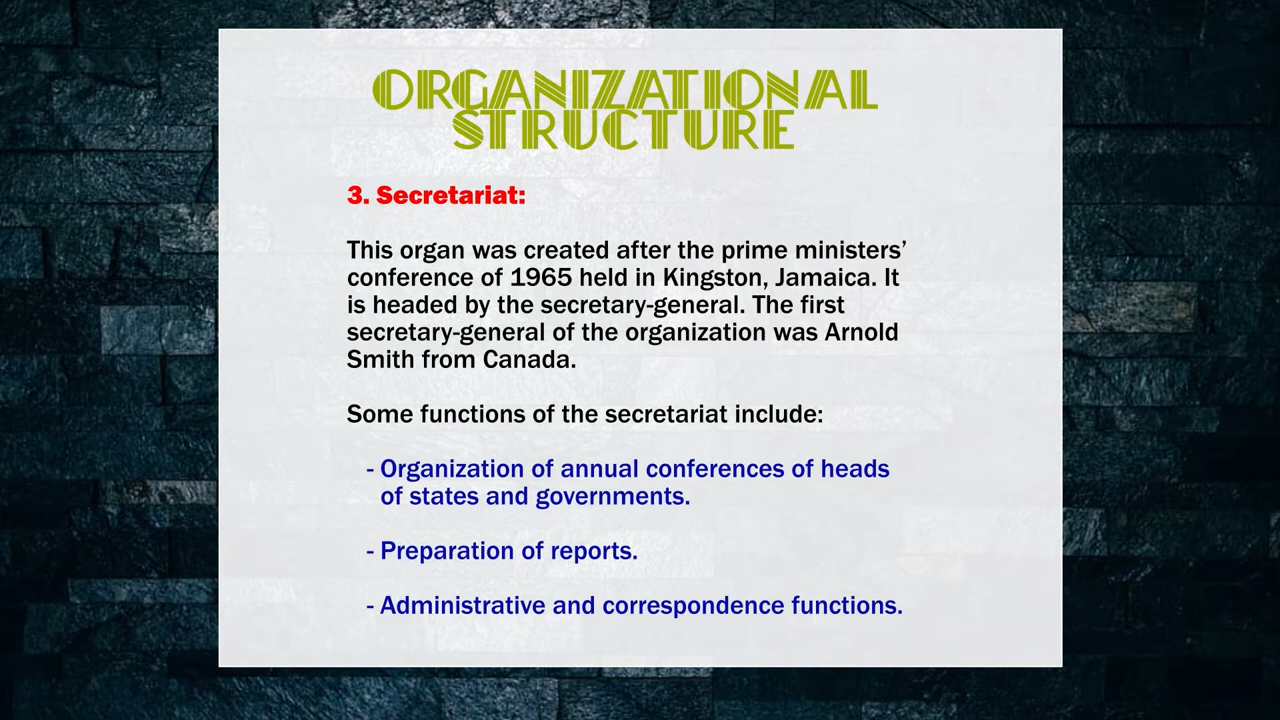 ORGANIZATIONAL
STRUCTURE
3. Secretariat:
This organ was created after the prime ministers’
conference of 1965 held in Kingston, Jamaica. It
is headed by the secretary-general. The first
secretary-general of the organization was Arnold
Smith from Canada.
Some functions of the secretariat include:
- Organization of annual conferences of heads
of states and governments.
- Preparation of reports.
- Administrative and correspondence functions.